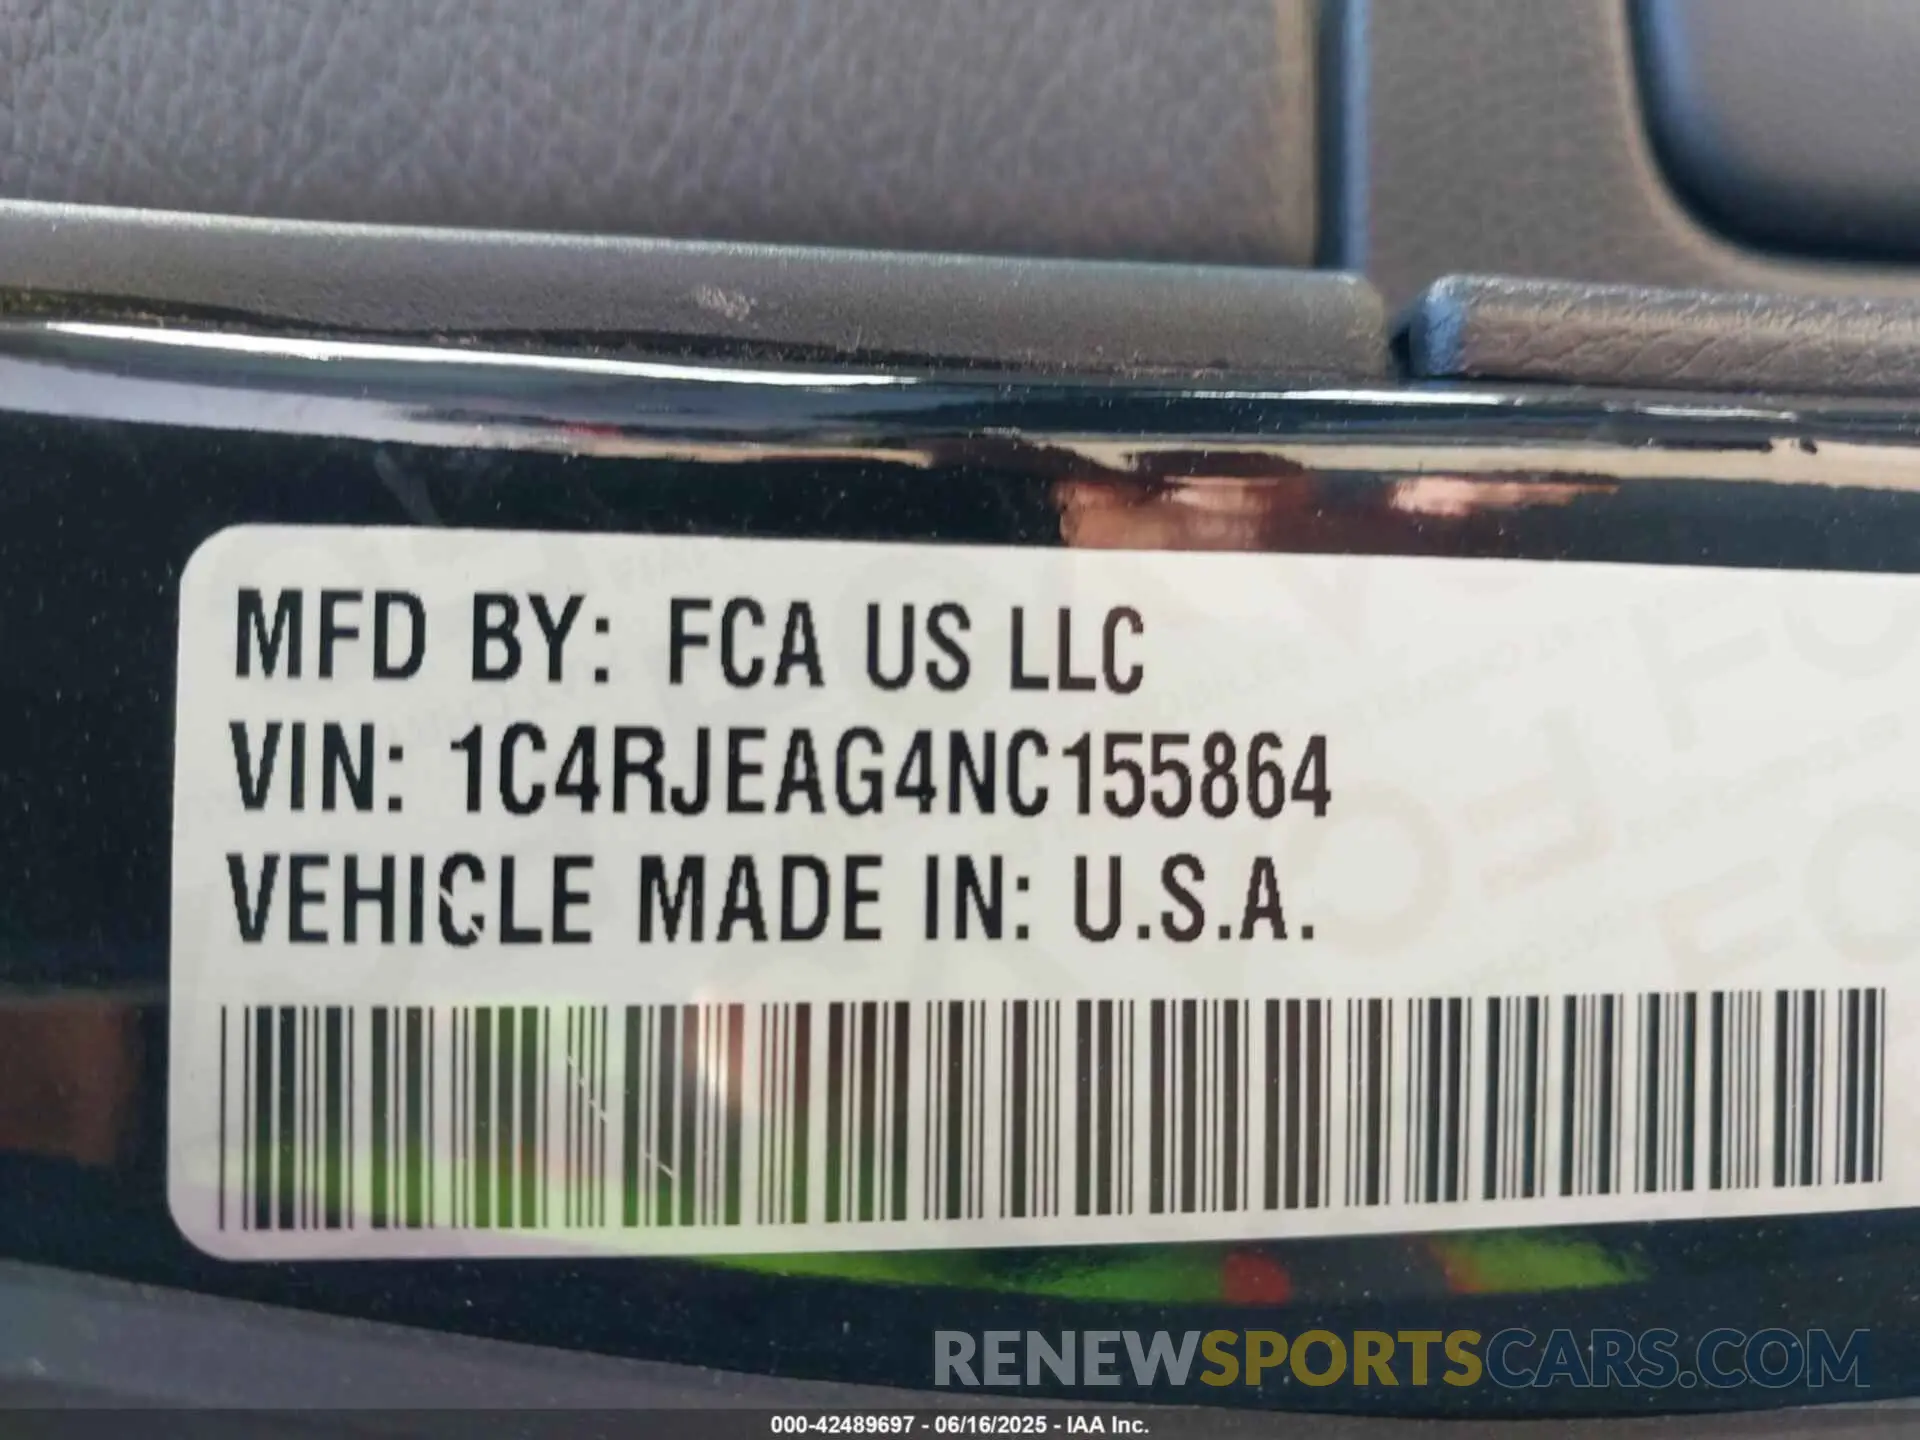 MFD BY: FCA US LLC
VIN: 1C4RJEAG4NC155864
VEHICLE MADE IN: U.S.A.
RENEWSPORTSCARS.COM
000-42489697 - 06/16/2025 - IAA Inc.